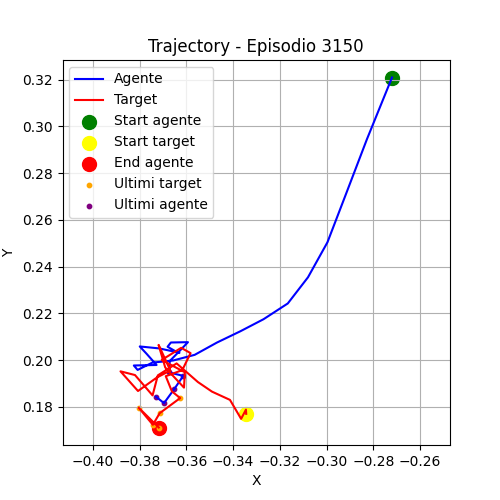 Trajectory - Episodio 3150
Agente
Target
Start agente
Start target
End agente
Ultimi target
Ultimi agente
Y
0.32
0.30
0.28
0.26
0.24
0.22
0.20
0.18
−0.40 −0.38 −0.36 −0.34 −0.32 −0.30 −0.28 −0.26
X